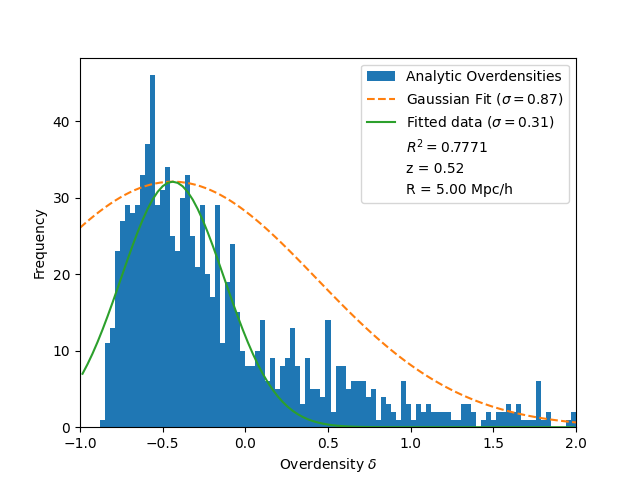 Analytic Overdensities
Gaussian Fit (σ = 0.87)
Fitted data (σ = 0.31)
R² = 0.7771
z = 0.52
R = 5.00 Mpc/h
Frequency
40
30
20
10
0
−1.0 −0.5 0.0 0.5 1.0 1.5 2.0
Overdensity δ